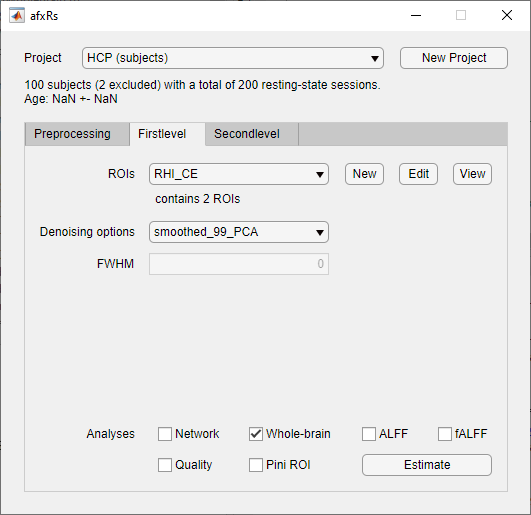 afxRs
Project HCP (subjects) New Project
100 subjects (2 excluded) with a total of 200 resting-state sessions.
Age: NaN +- NaN
Preprocessing Firstlevel Secondlevel
ROIs RHI_CE New Edit View
contains 2 ROIs
Denoising options smoothed_99_PCA
FWHM 0
Analyses Network Whole-brain ALFF fALFF
Quality Pini ROI Estimate